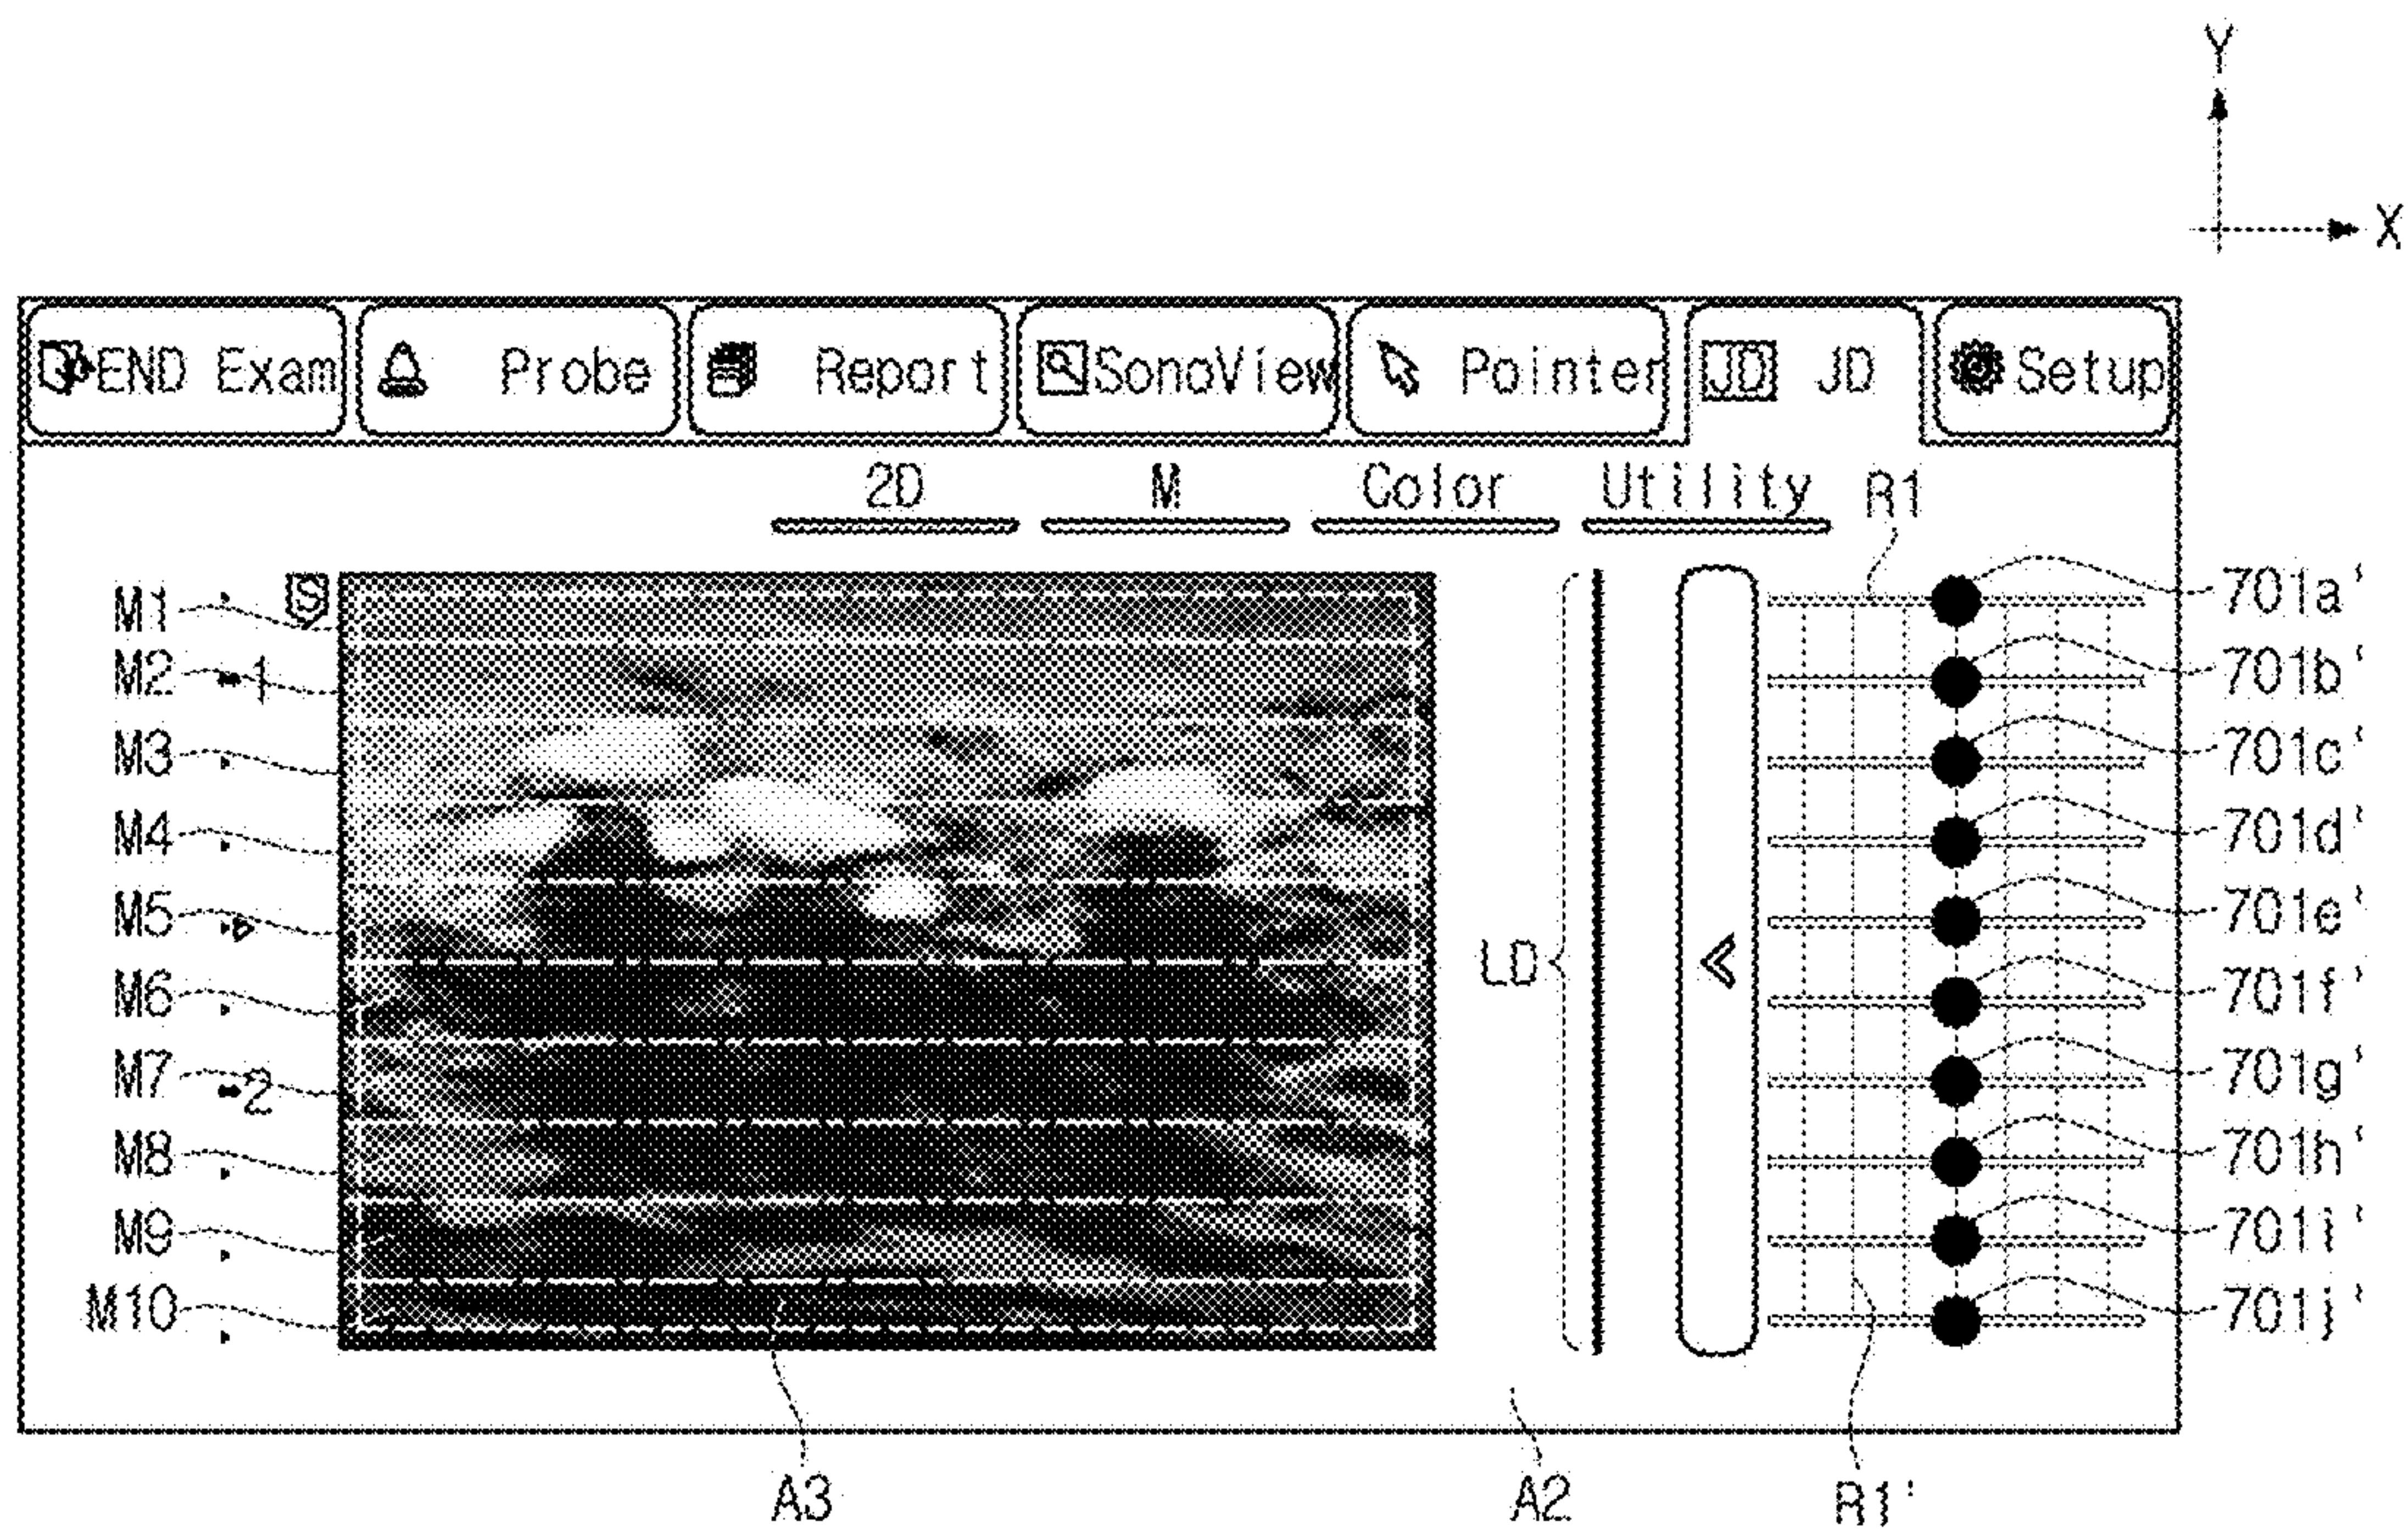 Y
X
END Exam Probe Report SonoView Pointer JD JD Setup
2D M Color Utility R1
S
M1 701a'
M2 1 701b'
M3 701c'
M4 701d'
M5 701e'
LD
M6 701f'
M7 2 701g'
M8 701h'
M9 701i'
M10 701j'
A3 A2 R1'